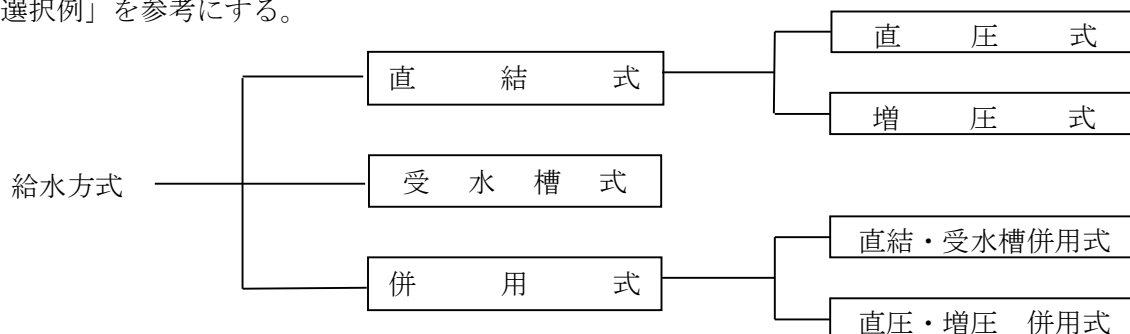 選択例」を参考にする。
直圧式
直結式
増圧式
給水方式
受水槽式
直結・受水槽併用式
併用式
直圧・増圧 併用式